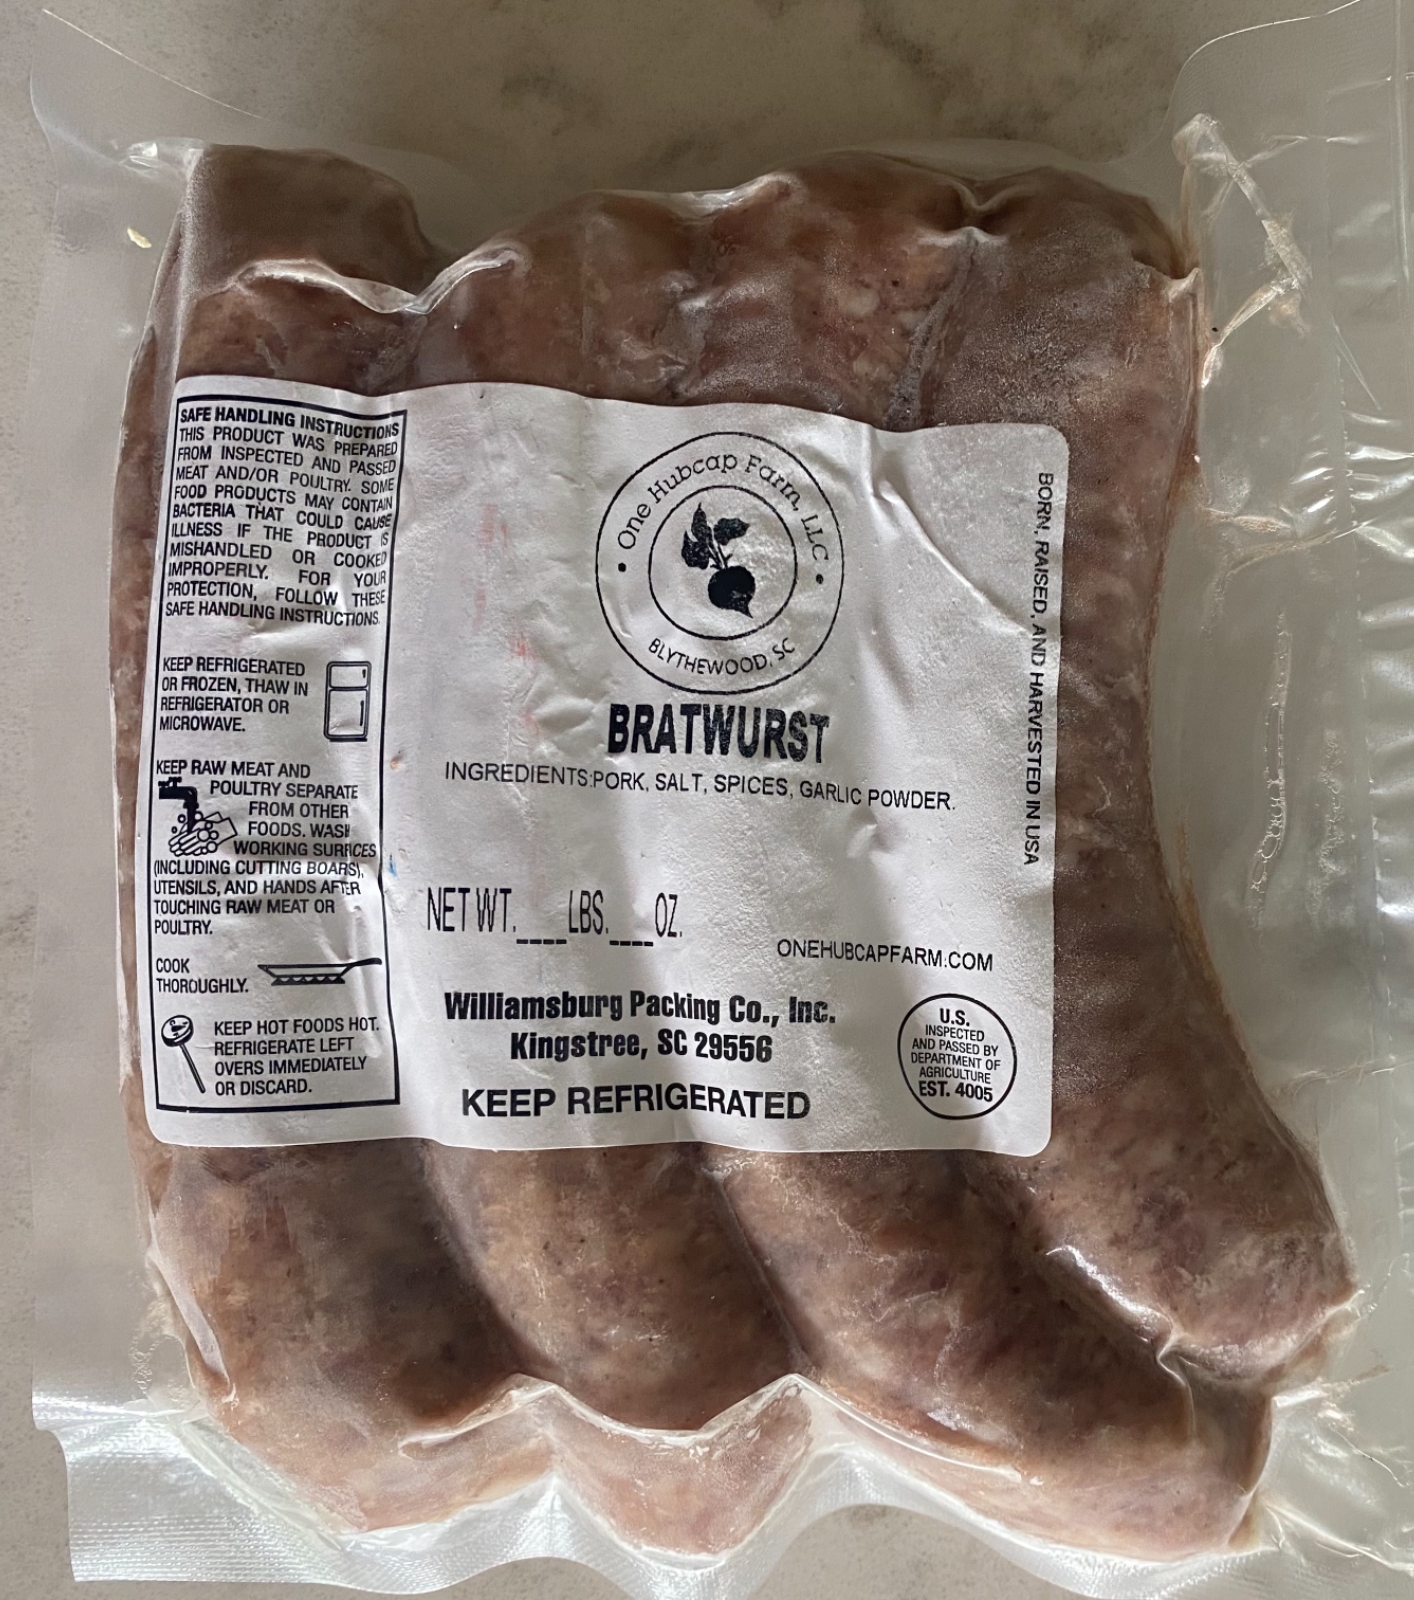 SAFE HANDLING INSTRUCTIONS
THIS PRODUCT WAS PREPARED
FROM INSPECTED AND PASSED
MEAT AND/OR POULTRY. SOME
FOOD PRODUCTS MAY CONTAIN
BACTERIA THAT COULD CAUSE
ILLNESS IF THE PRODUCT IS
MISHANDLED OR COOKED
IMPROPERLY. FOR YOUR
PROTECTION, FOLLOW THESE
SAFE HANDLING INSTRUCTIONS.
KEEP REFRIGERATED
OR FROZEN, THAW IN
REFRIGERATOR OR
MICROWAVE.
KEEP RAW MEAT AND
POULTRY SEPARATE
FROM OTHER
FOODS. WASH
WORKING SURFICES
(INCLUDING CUTTING BOARS),
UTENSILS, AND HANDS AFTER
TOUCHING RAW MEAT OR
POULTRY.
COOK
THOROUGHLY.
KEEP HOT FOODS HOT.
REFRIGERATE LEFT
OVERS IMMEDIATELY
OR DISCARD.
One Hubcap Farm, LLC
BLYTHEWOOD, SC
BRATWURST
INGREDIENTS:PORK, SALT, SPICES, GARLIC POWDER.
NET WT.____LBS.____OZ.
ONEHUBCAPFARM.COM
Williamsburg Packing Co., Inc.
Kingstree, SC 29556
KEEP REFRIGERATED
U.S.
INSPECTED
AND PASSED BY
DEPARTMENT OF
AGRICULTURE
EST. 4005
BORN, RAISED, AND HARVESTED IN USA